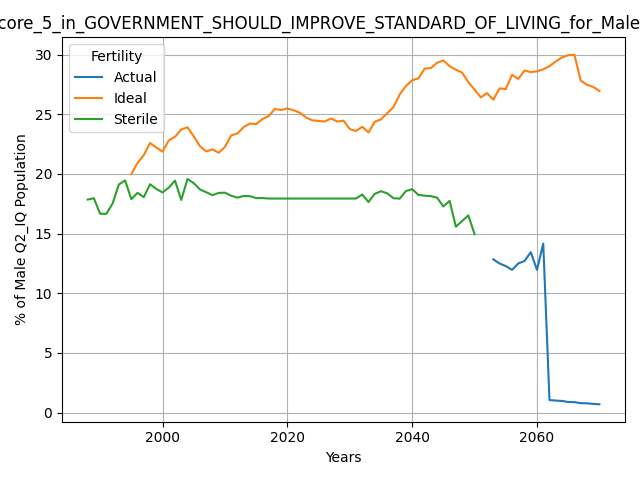 core_5_in_GOVERNMENT_SHOULD_IMPROVE_STANDARD_OF_LIVING_for_Male
Fertility
Actual
Ideal
Sterile
% of Male Q2_IQ Population
30
25
20
15
10
5
0
2000 2020 2040 2060
Years